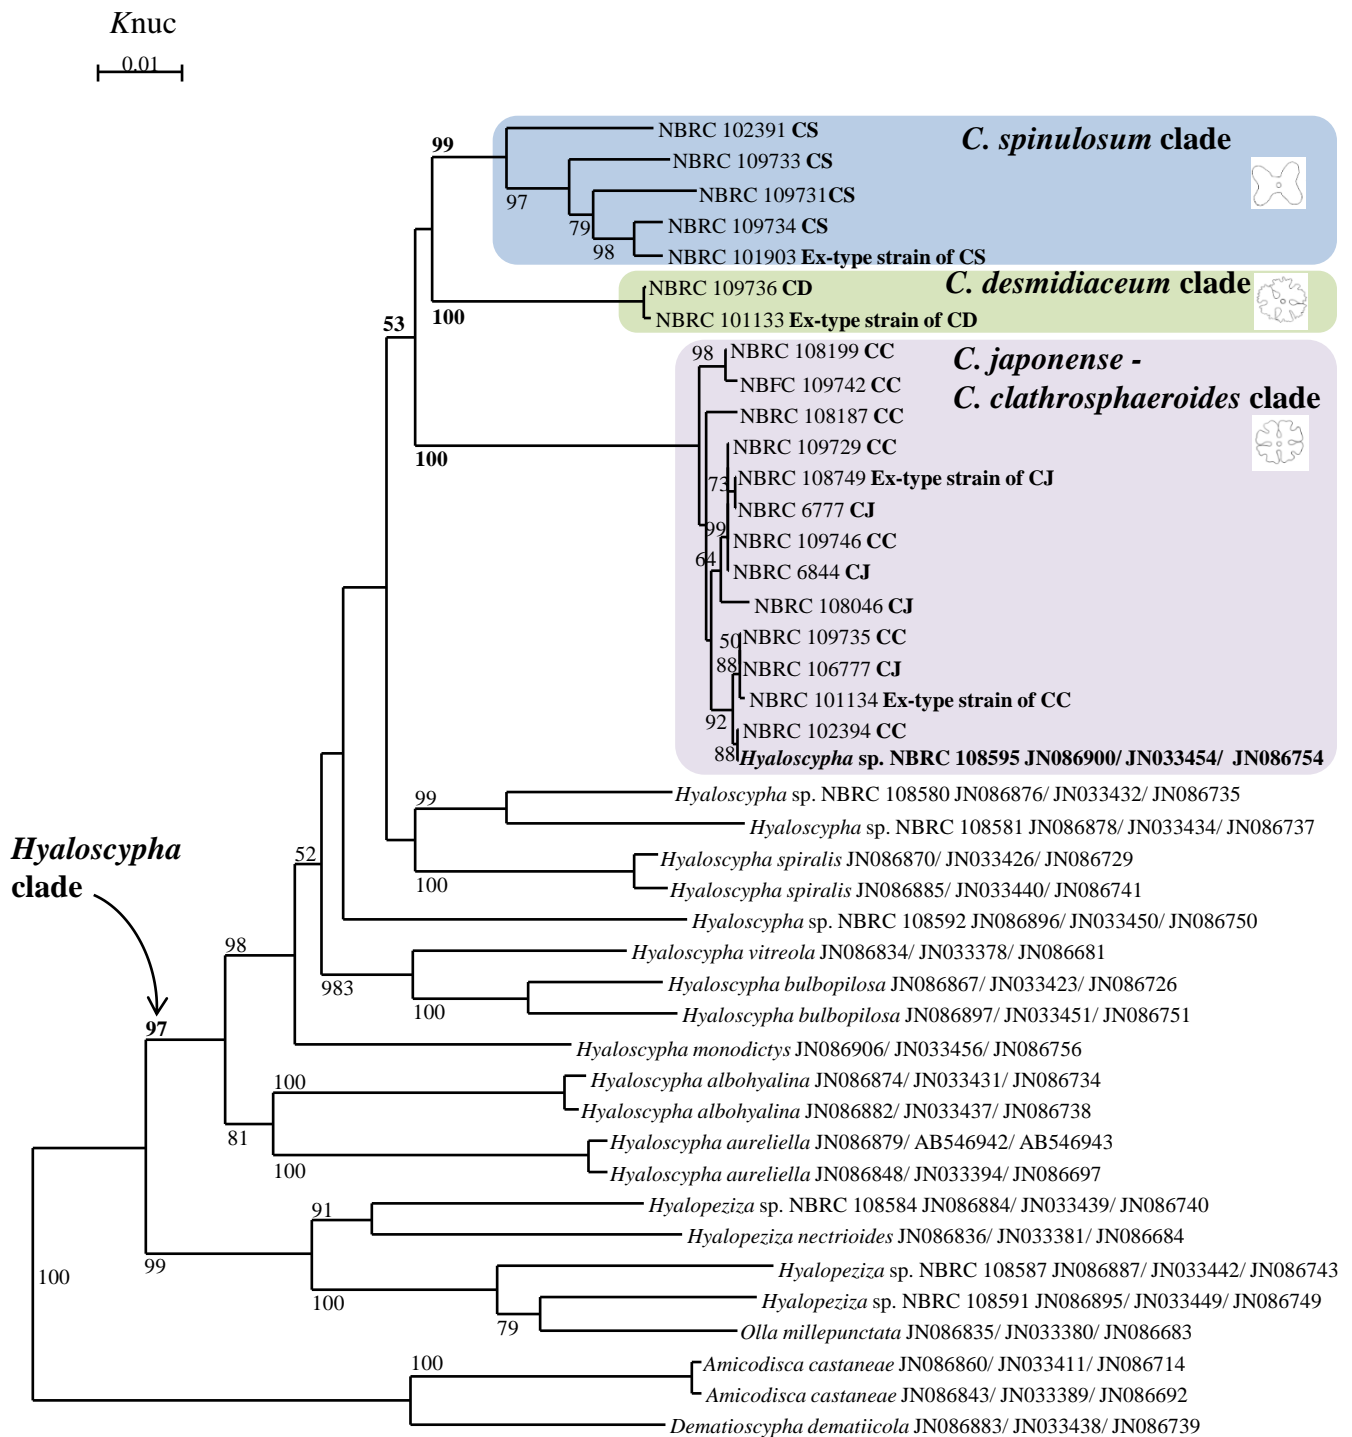 Knuc
0.01
99
NBRC 102391 CS
C. spinulosum clade
NBRC 109733 CS
97
NBRC 109731CS
79
NBRC 109734 CS
98
NBRC 101903 Ex-type strain of CS
NBRC 109736 CD
C. desmidiaceum clade
100
NBRC 101133 Ex-type strain of CD
53
98
NBRC 108199 CC
C. japonense -
NBFC 109742 CC
C. clathrosphaeroides clade
NBRC 108187 CC
100
NBRC 109729 CC
73
NBRC 108749 Ex-type strain of CJ
NBRC 6777 CJ
99
NBRC 109746 CC
64
NBRC 6844 CJ
NBRC 108046 CJ
50
NBRC 109735 CC
88
NBRC 106777 CJ
NBRC 101134 Ex-type strain of CC
92
NBRC 102394 CC
88
Hyaloscypha sp. NBRC 108595 JN086900/ JN033454/ JN086754
99
Hyaloscypha sp. NBRC 108580 JN086876/ JN033432/ JN086735
Hyaloscypha sp. NBRC 108581 JN086878/ JN033434/ JN086737
Hyaloscypha
clade
52
Hyaloscypha spiralis JN086870/ JN033426/ JN086729
100
Hyaloscypha spiralis JN086885/ JN033440/ JN086741
Hyaloscypha sp. NBRC 108592 JN086896/ JN033450/ JN086750
98
Hyaloscypha vitreola JN086834/ JN033378/ JN086681
983
Hyaloscypha bulbopilosa JN086867/ JN033423/ JN086726
100
Hyaloscypha bulbopilosa JN086897/ JN033451/ JN086751
97
Hyaloscypha monodictys JN086906/ JN033456/ JN086756
100
Hyaloscypha albohyalina JN086874/ JN033431/ JN086734
Hyaloscypha albohyalina JN086882/ JN033437/ JN086738
81
Hyaloscypha aureliella JN086879/ AB546942/ AB546943
100
Hyaloscypha aureliella JN086848/ JN033394/ JN086697
91
Hyalopeziza sp. NBRC 108584 JN086884/ JN033439/ JN086740
Hyalopeziza nectrioides JN086836/ JN033381/ JN086684
99
Hyalopeziza sp. NBRC 108587 JN086887/ JN033442/ JN086743
100
100
Hyalopeziza sp. NBRC 108591 JN086895/ JN033449/ JN086749
79
Olla millepunctata JN086835/ JN033380/ JN086683
100
Amicodisca castaneae JN086860/ JN033411/ JN086714
Amicodisca castaneae JN086843/ JN033389/ JN086692
Dematioscypha dematiicola JN086883/ JN033438/ JN086739